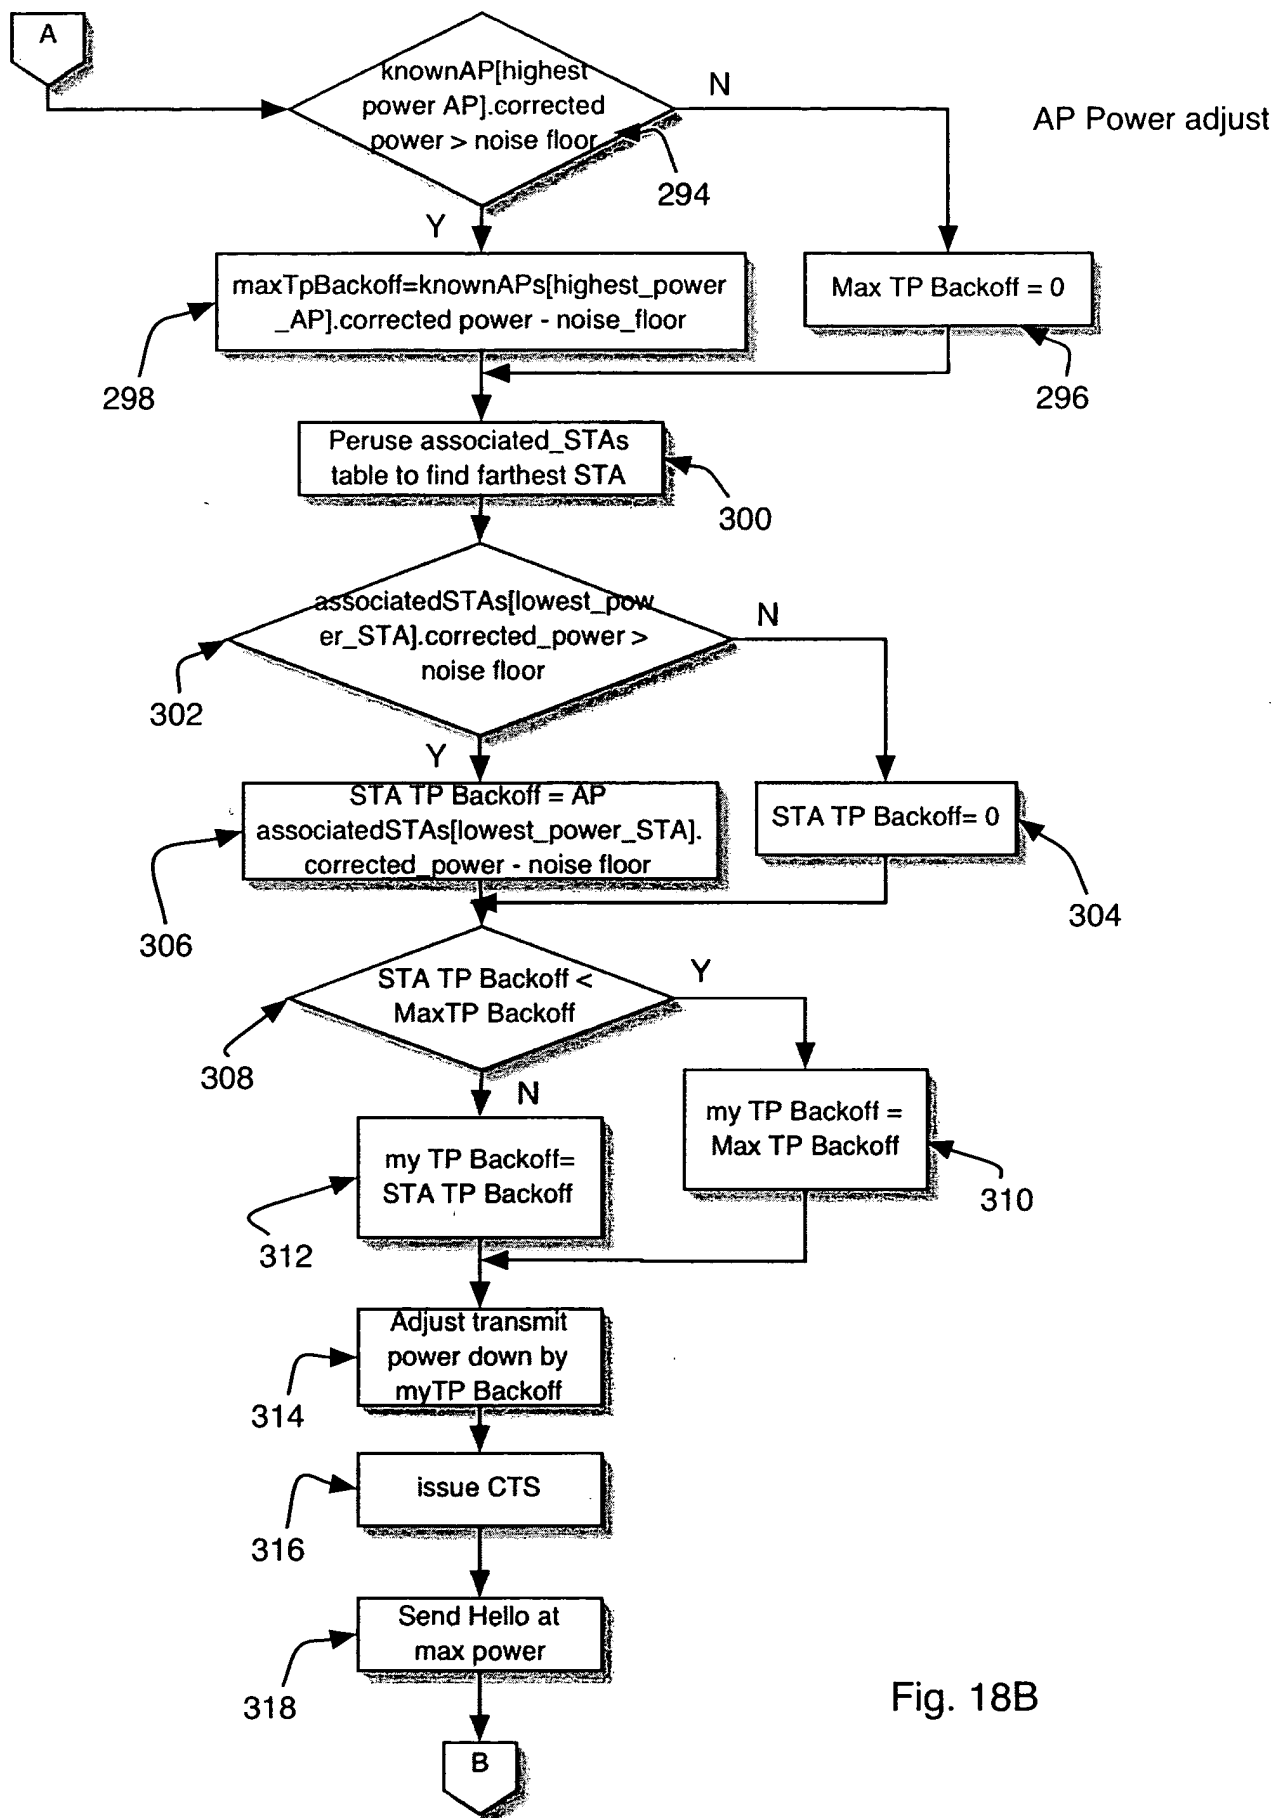 A
knownAP[highest
power AP].corrected
power > noise floor
N
AP Power adjust
294
Y
maxTpBackoff=knownAPs[highest_power
_AP].corrected power - noise_floor
Max TP Backoff = 0
298
296
Peruse associated_STAs
table to find farthest STA
300
associatedSTAs[lowest_pow
er_STA].corrected_power >
noise floor
N
302
Y
STA TP Backoff = AP
associatedSTAs[lowest_power_STA].
corrected_power - noise floor
STA TP Backoff= 0
304
306
STA TP Backoff <
MaxTP Backoff
Y
308
N
my TP Backoff =
Max TP Backoff
my TP Backoff=
STA TP Backoff
310
312
Adjust transmit
power down by
myTP Backoff
314
issue CTS
316
Send Hello at
max power
318
Fig. 18B
B